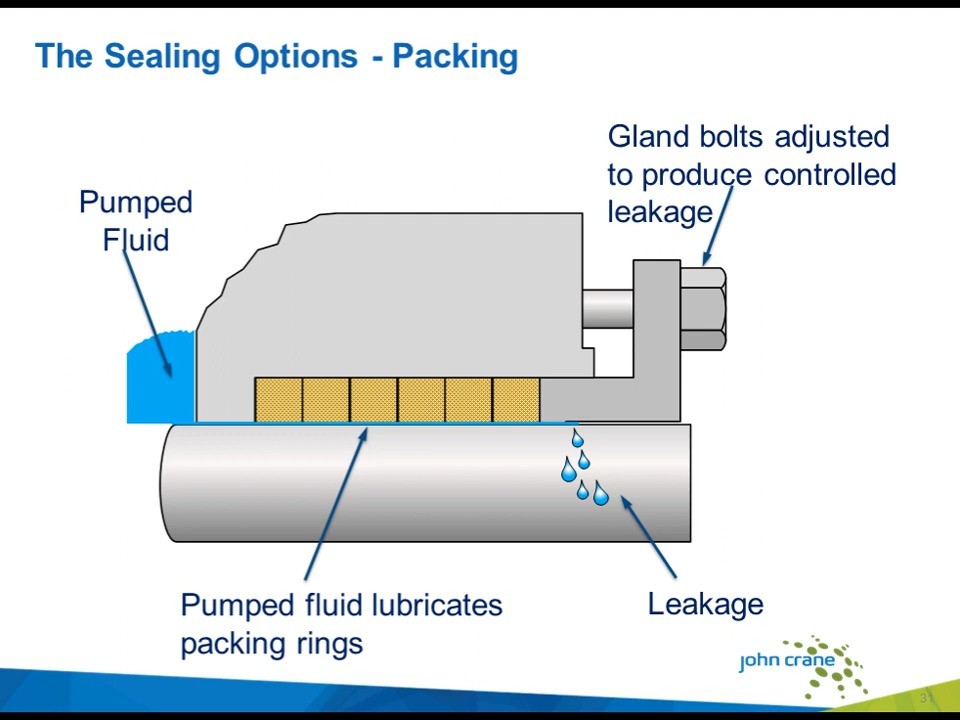 The Sealing Options - Packing
Gland bolts adjusted
to produce controlled
leakage
Pumped
Fluid
Pumped fluid lubricates
packing rings
Leakage
john crane
31